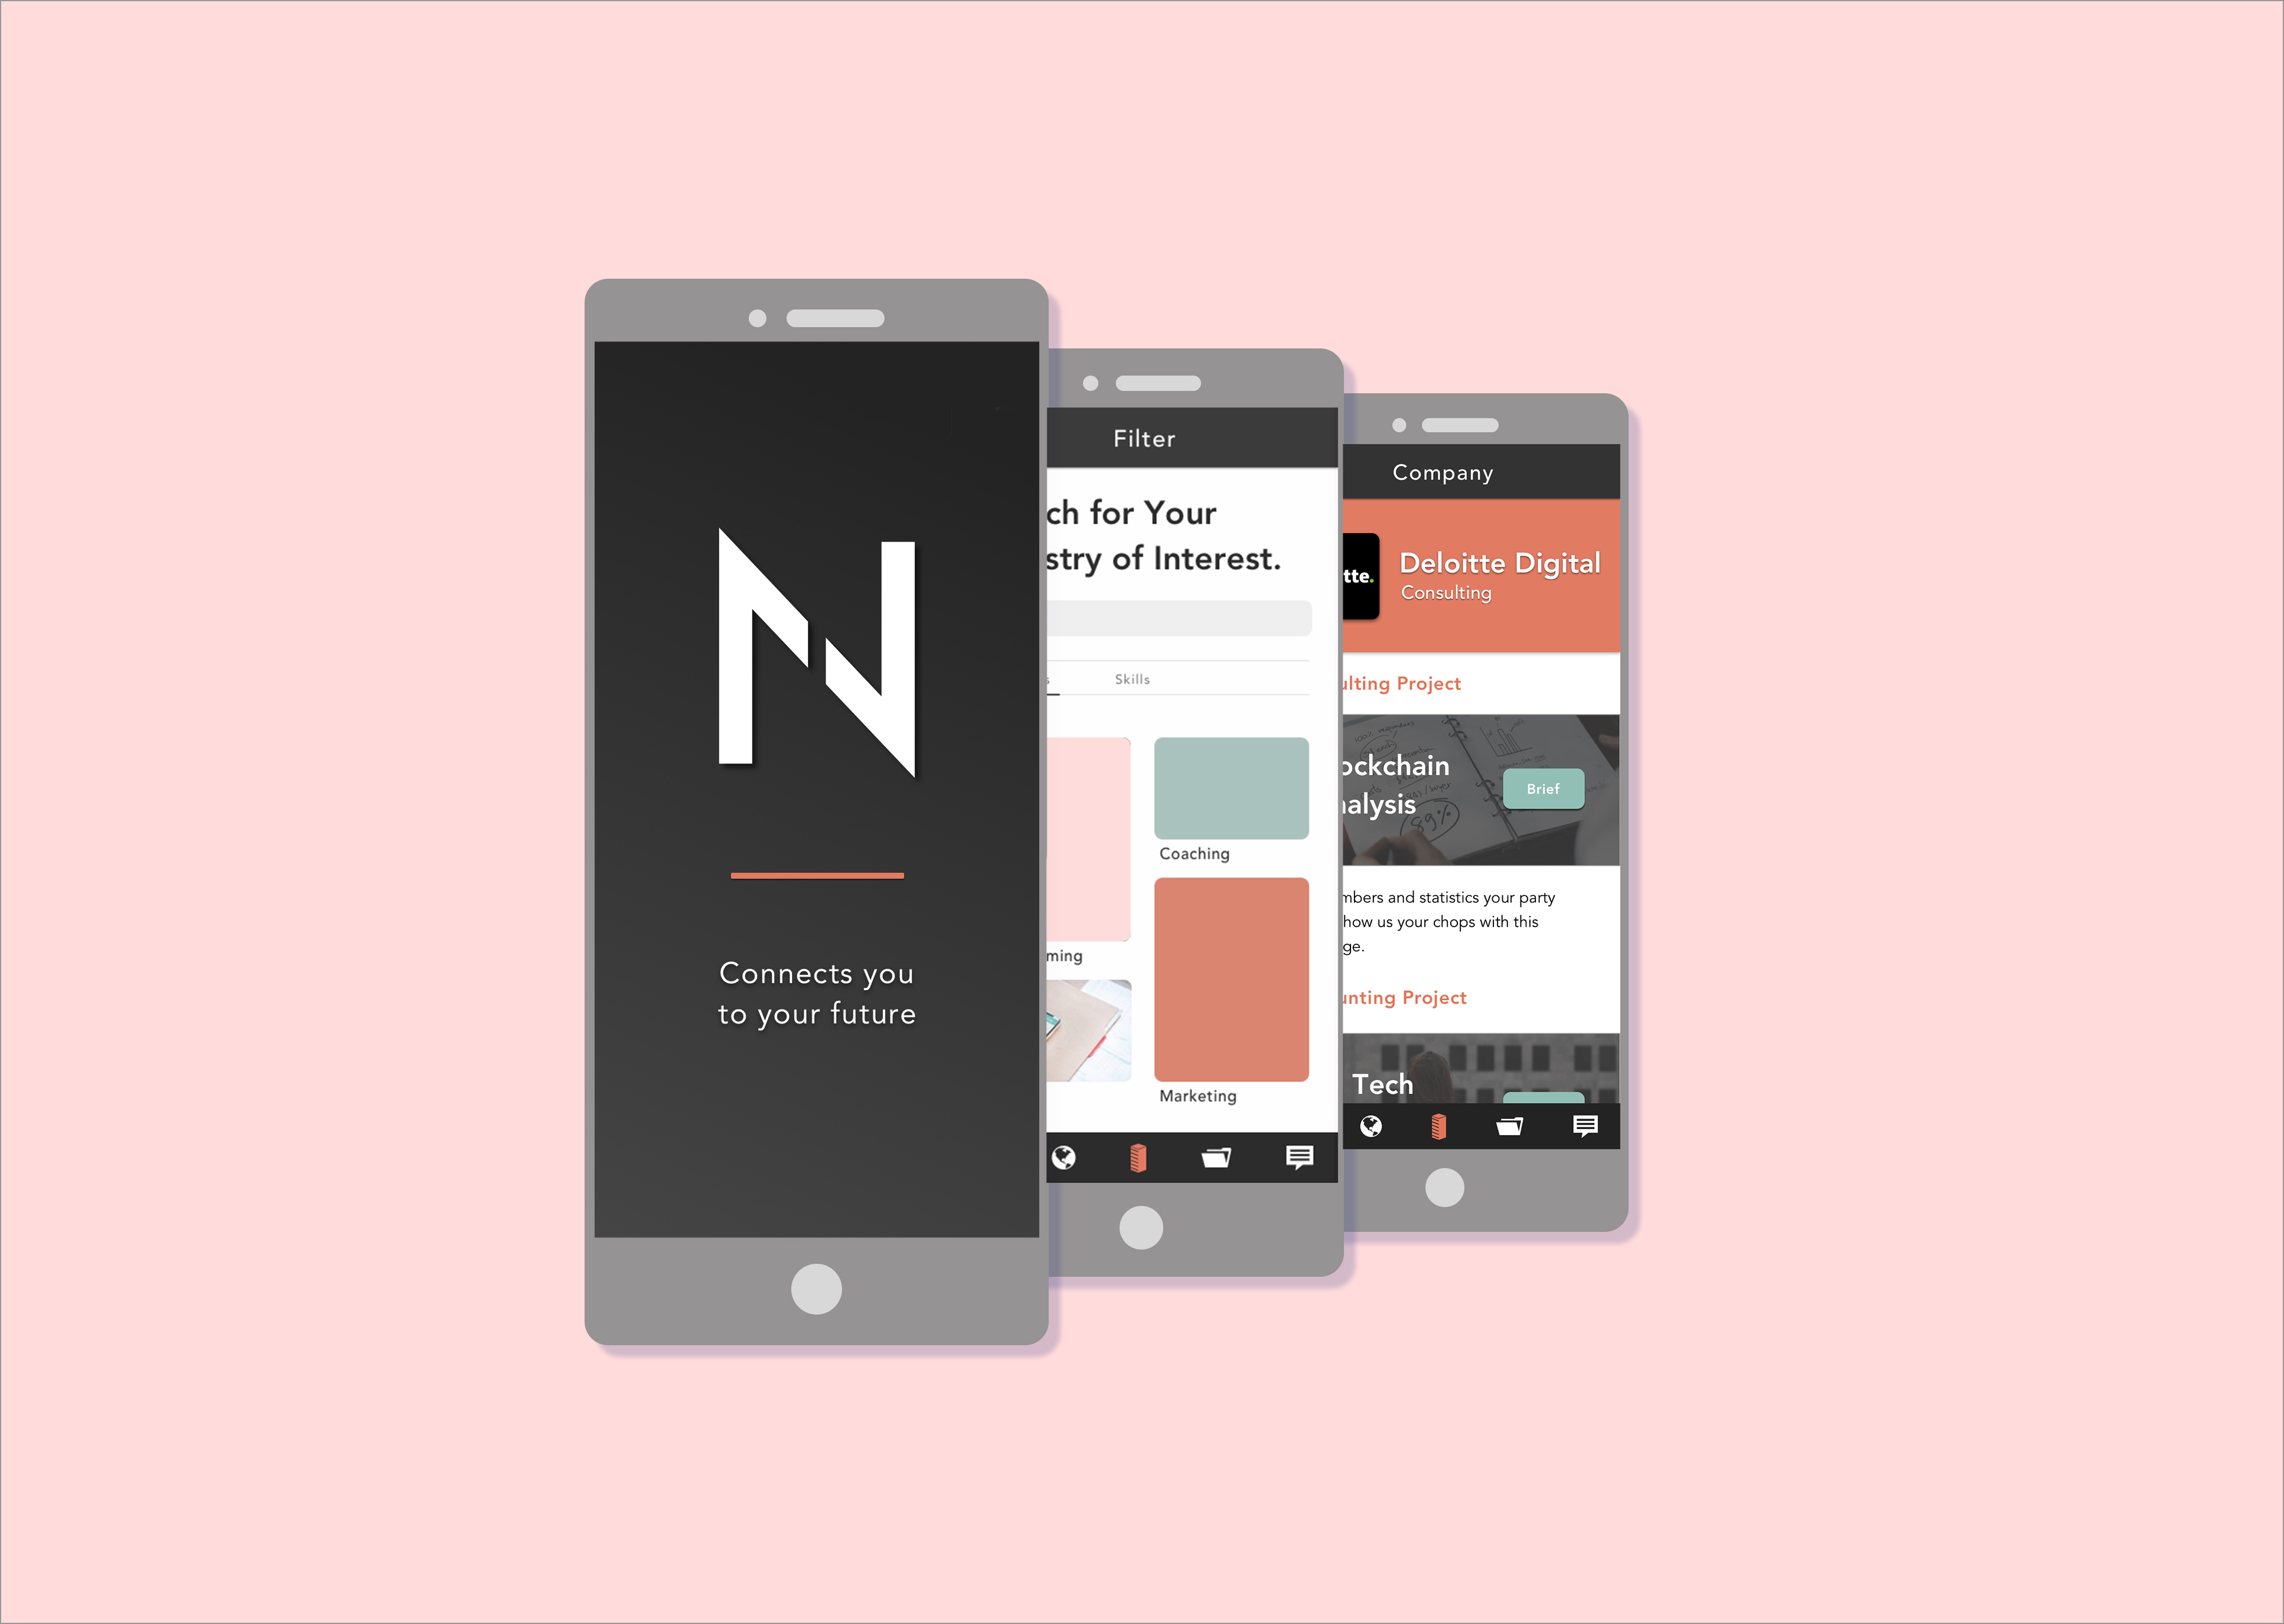 N
Connects you
to your future
Filter
ch for Your
stry of Interest.
s
Skills
Coaching
ming
Marketing
Company
tte.
Deloitte Digital
Consulting
ulting Project
ockchain
nalysis
Brief
89%
mbers and statistics your party
how us your chops with this
ge.
unting Project
Tech